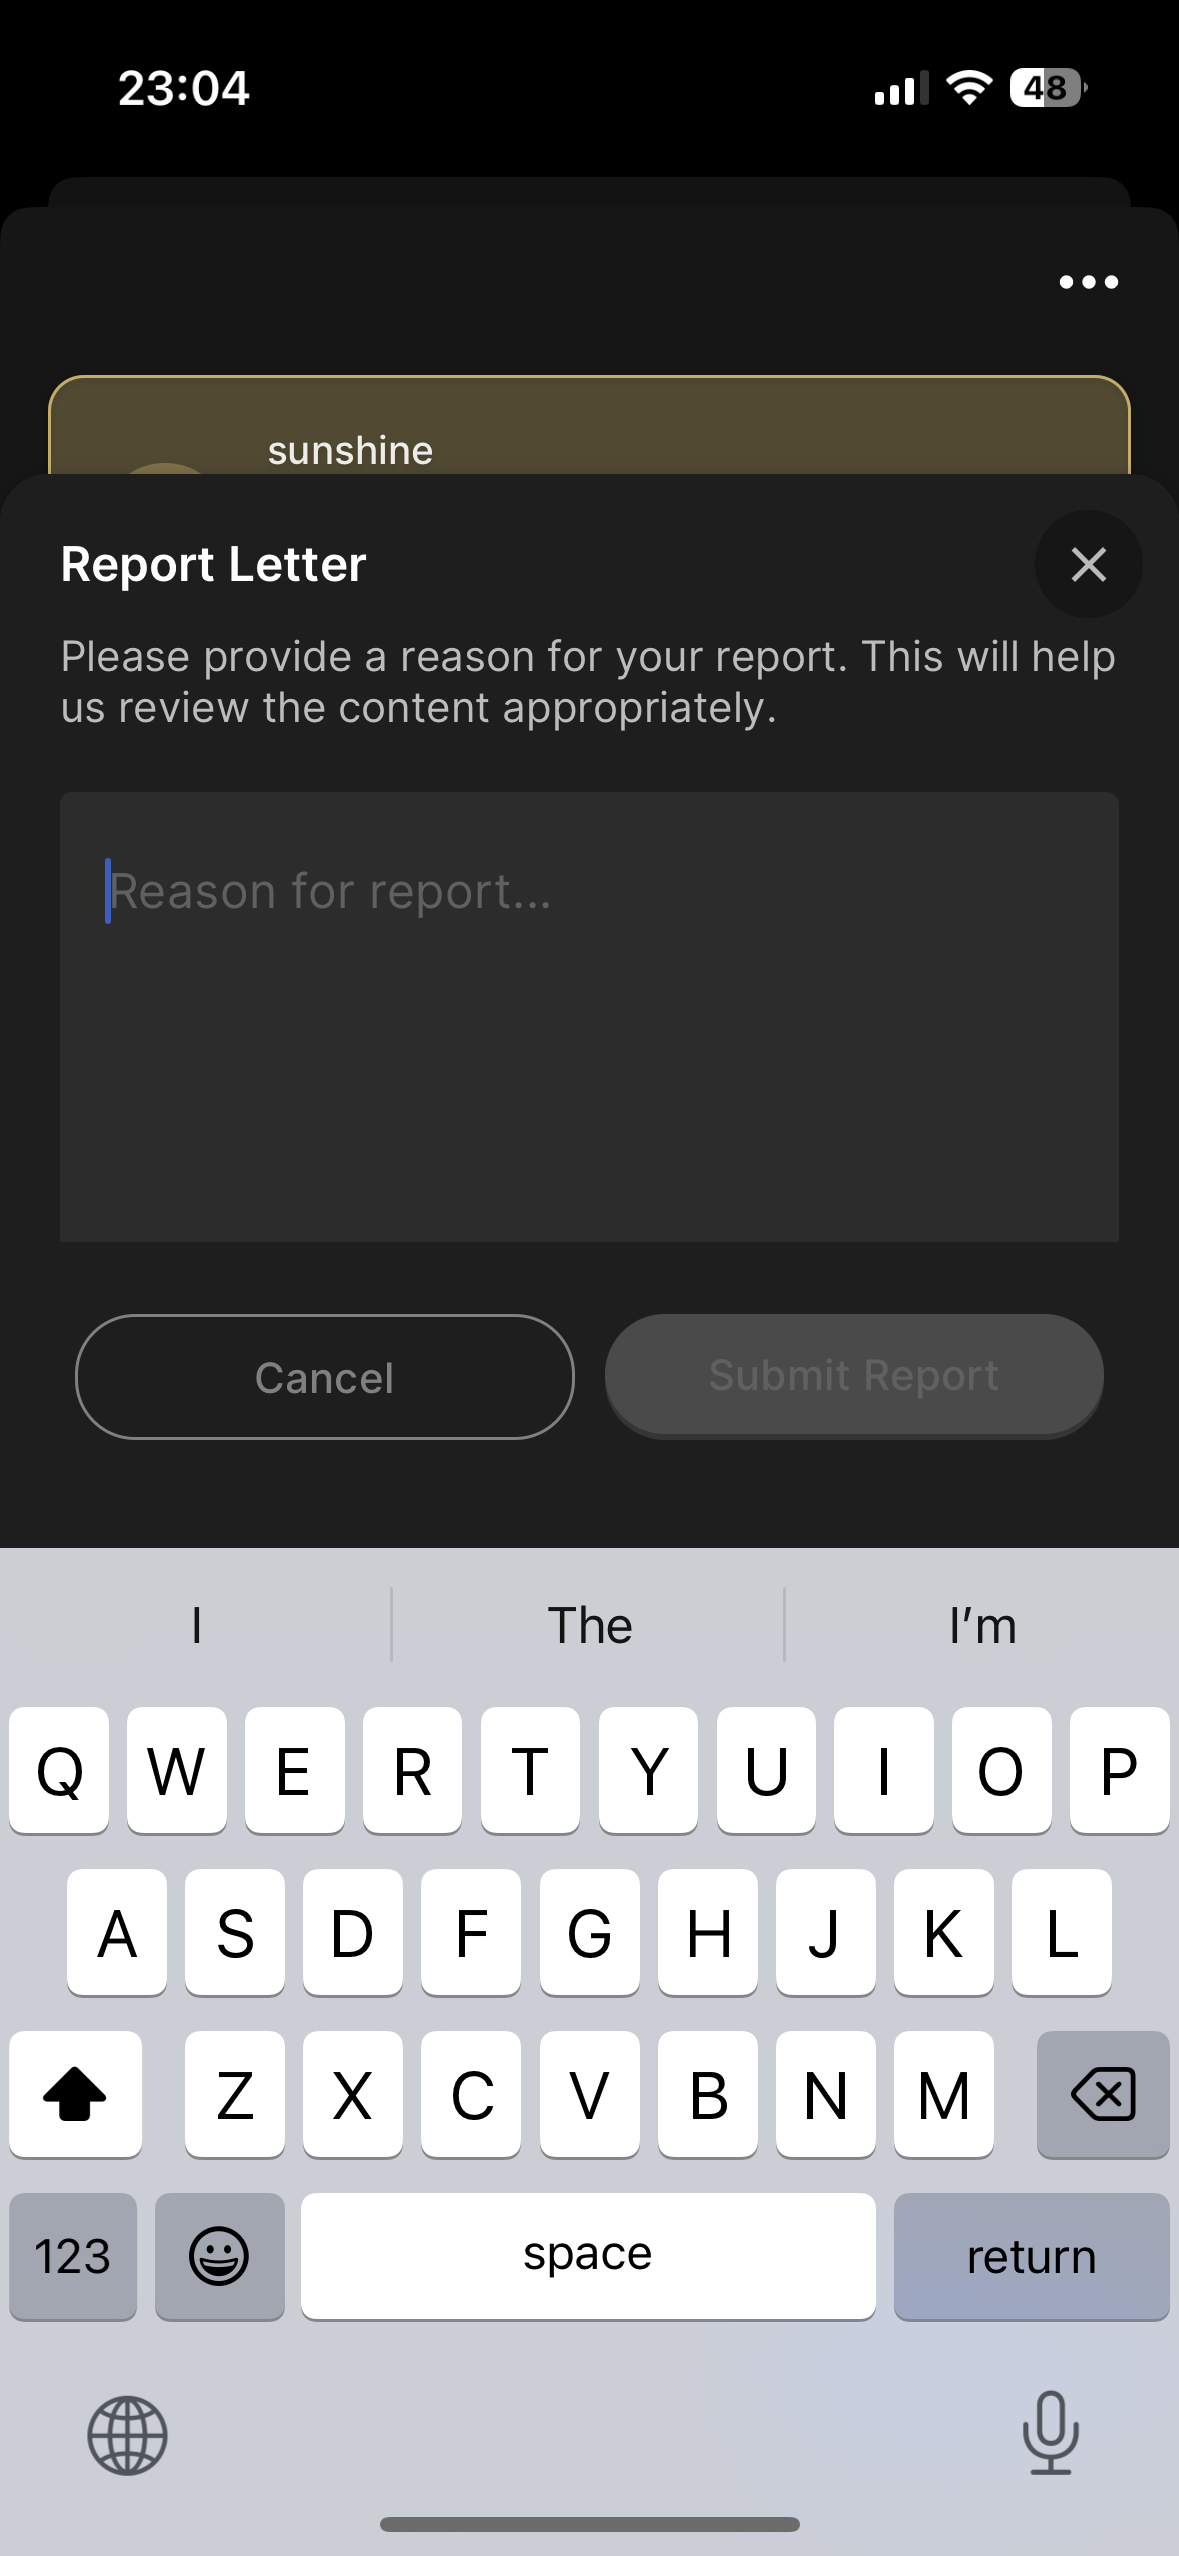 23:04
48
sunshine
Report Letter
Please provide a reason for your report. This will help
us review the content appropriately.
Reason for report...
Cancel
Submit Report
I
The
I’m
Q W E R T Y U I O P
A S D F G H J K L
Z X C V B N M
123
space
return